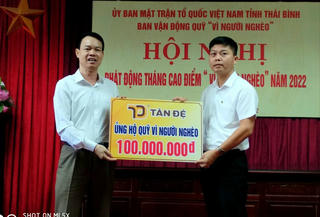 ỦY BAN MẶT TRẬN TỔ QUỐC VIỆT NAM TỈNH THÁI BÌNH
BAN VẬN ĐỘNG QUỸ "VÌ NGƯỜI NGHÈO"
HỘI NGHỊ
PHÁT ĐỘNG THÁNG CAO ĐIỂM " NGHÈO" NĂM 2022
TÂN ĐỆ
ỦNG HỘ QUỸ VÌ NGƯỜI NGHÈO
100.000.000đ
SHOT ON MI 5X